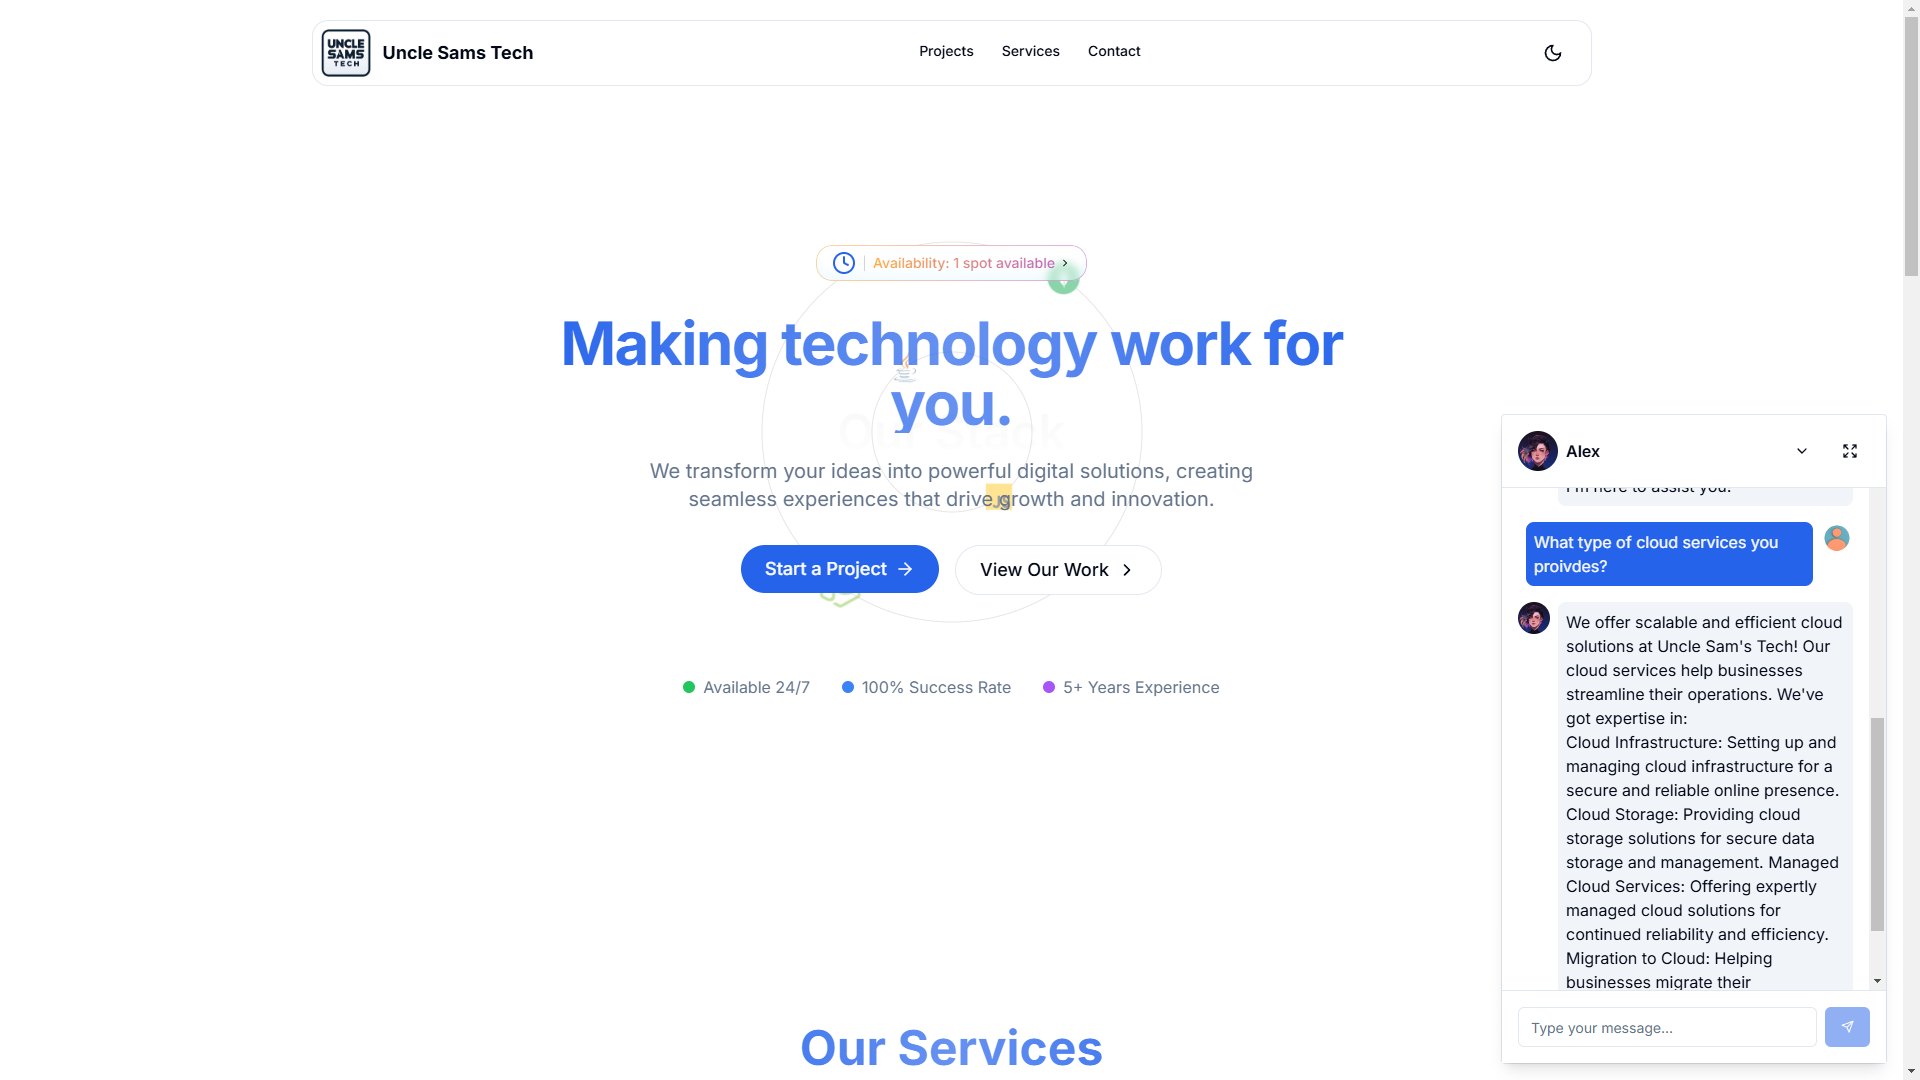 UNCLE
SAMS
TECH
Uncle Sams Tech
Projects
Services
Contact
Availability: 1 spot available
Making technology work for
you.
Our Stack
We transform your ideas into powerful digital solutions, creating
seamless experiences that drive growth and innovation.
Start a Project
View Our Work
Available 24/7
100% Success Rate
5+ Years Experience
Our Services
Alex
I'm here to assist you.
What type of cloud services you
proivdes?
We offer scalable and efficient cloud
solutions at Uncle Sam's Tech! Our
cloud services help businesses
streamline their operations. We've
got expertise in:
Cloud Infrastructure: Setting up and
managing cloud infrastructure for a
secure and reliable online presence.
Cloud Storage: Providing cloud
storage solutions for secure data
storage and management. Managed
Cloud Services: Offering expertly
managed cloud solutions for
continued reliability and efficiency.
Migration to Cloud: Helping
businesses migrate their
Type your message...